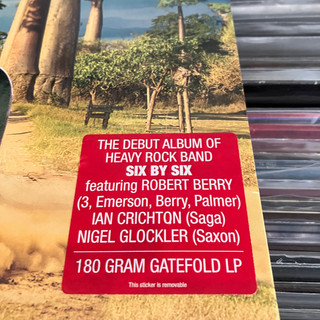 THE DEBUT ALBUM OF
HEAVY ROCK BAND
SIX BY SIX
featuring ROBERT BERRY
(3, Emerson, Berry, Palmer)
IAN CRICHTON (Saga)
NIGEL GLOCKLER (Saxon)
180 GRAM GATEFOLD LP
This sticker is removable